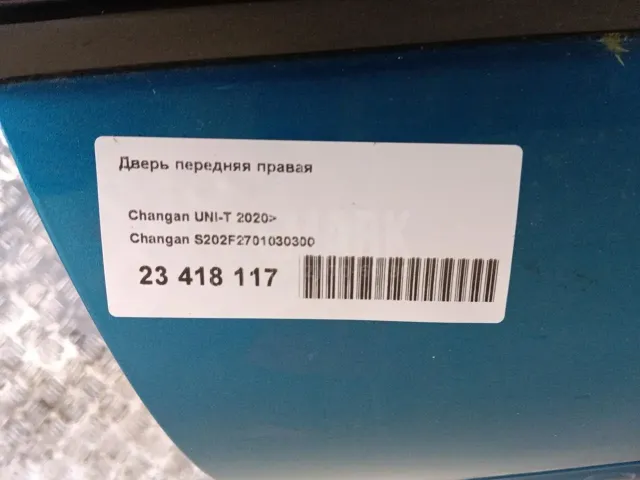 Дверь передняя правая
Changan UNI-T 2020>
Changan S202F2701030300
23 418 117